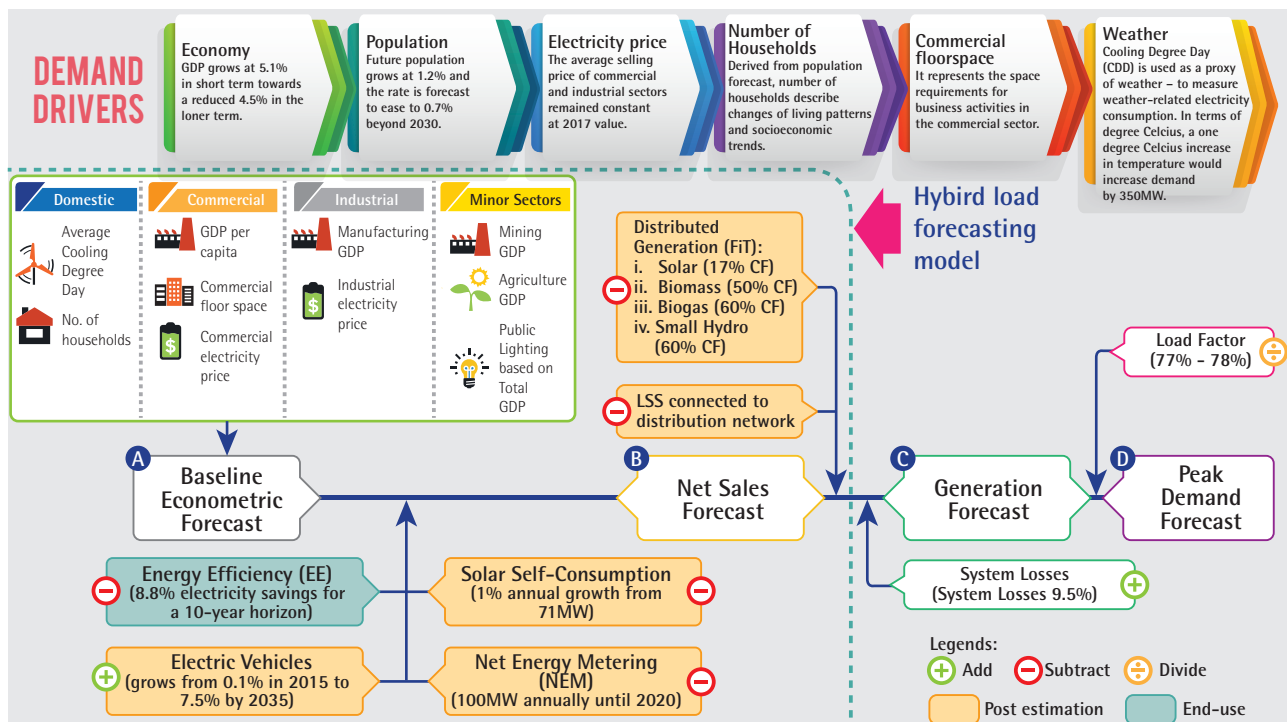 DEMAND
DRIVERS
Economy
GDP grows at 5.1%
in short term towards
a reduced 4.5% in the
loner term.
Population
Future population
grows at 1.2% and
the rate is forecast
to ease to 0.7%
beyond 2030.
Electricity price
The average selling
price of commercial
and industrial sectors
remained constant
at 2017 value.
Number of
Households
Derived from population
forecast, number of
households describe
changes of living patterns
and socioeconomic
trends.
Commercial
floorspace
It represents the space
requirements for
business activities in
the commercial sector.
Weather
Cooling Degree Day
(CDD) is used as a proxy
of weather – to measure
weather-related electricity
consumption. In terms of
degree Celcius, a one
degree Celcius increase
in temperature would
increase demand
by 350MW.
Domestic
Average
Cooling
Degree
Day
No. of
households
Commercial
GDP per
capita
Commercial
floor space
$
Commercial
electricity
price
Industrial
Manufacturing
GDP
$
Industrial
electricity
price
Minor Sectors
Mining
GDP
Agriculture
GDP
Public
Lighting
based on
Total
GDP
Distributed
Generation (FiT):
i. Solar (17% CF)
ii. Biomass (50% CF)
iii. Biogas (60% CF)
iv. Small Hydro
(60% CF)
LSS connected to
distribution network
Hybird load
forecasting
model
Load Factor
(77% - 78%)
A
Baseline
Econometric
Forecast
B
Net Sales
Forecast
C
Generation
Forecast
D
Peak
Demand
Forecast
Energy Efficiency (EE)
(8.8% electricity savings for
a 10-year horizon)
Solar Self-Consumption
(1% annual growth from
71MW)
Electric Vehicles
(grows from 0.1% in 2015 to
7.5% by 2035)
Net Energy Metering
(NEM)
(100MW annually until 2020)
System Losses
(System Losses 9.5%)
Legends:
Add
Subtract
Divide
Post estimation
End-use